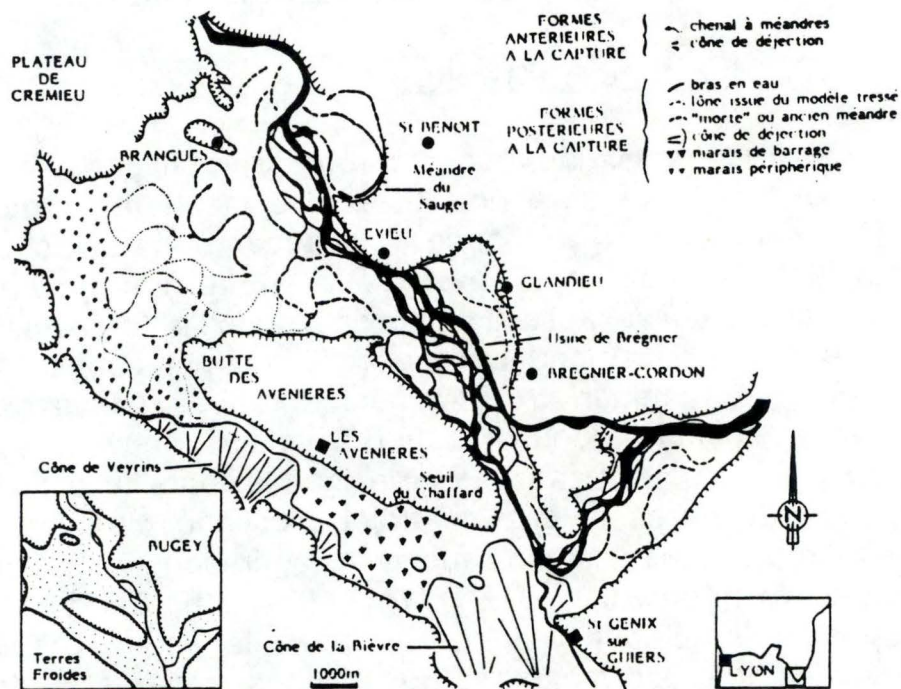 FORMES
ANTERIEURES
A LA CAPTURE
chenal à méandres
cône de déjection
FORMES
POSTERIEURES
A LA CAPTURE
bras en eau
lône issue du modèle tressé
"morte" ou ancien méandre
cône de déjection
marais de barrage
marais périphérique
PLATEAU
DE
CREMIEU
BRANGUES
St BENOIT
Méandre
du
Sauget
EVIEU
GLANDIEU
Usine de Brégnier
BREGNIER-CORDON
BUTTE
DES
AVENIERES
LES
AVENIERES
Cône de Veyrins
Seuil
du Chaffard
BUGEY
Terres
Froides
Cône de la Bièvre
1000m
St GENIX
sur
GUIERS
N
LYON